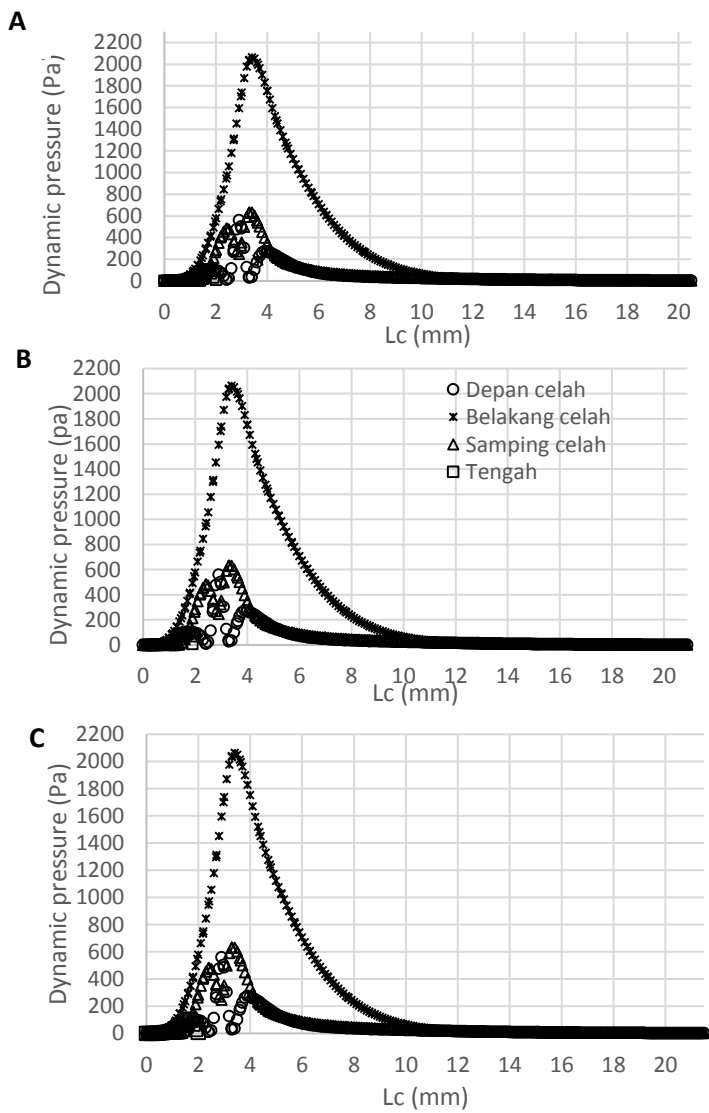 A
Dynamic pressure (Pa)
2200
2000
1800
1600
1400
1200
1000
800
600
400
200
0
0 2 4 6 8 10 12 14 16 18 20
Lc (mm)
B
Dynamic pressure (pa)
2200
2000
1800
1600
1400
1200
1000
800
600
400
200
0
Depan celah
Belakang celah
Samping celah
Tengah
0 2 4 6 8 10 12 14 16 18 20
Lc (mm)
C
Dynamic pressure (Pa)
2200
2000
1800
1600
1400
1200
1000
800
600
400
200
0
0 2 4 6 8 10 12 14 16 18 20
Lc (mm)